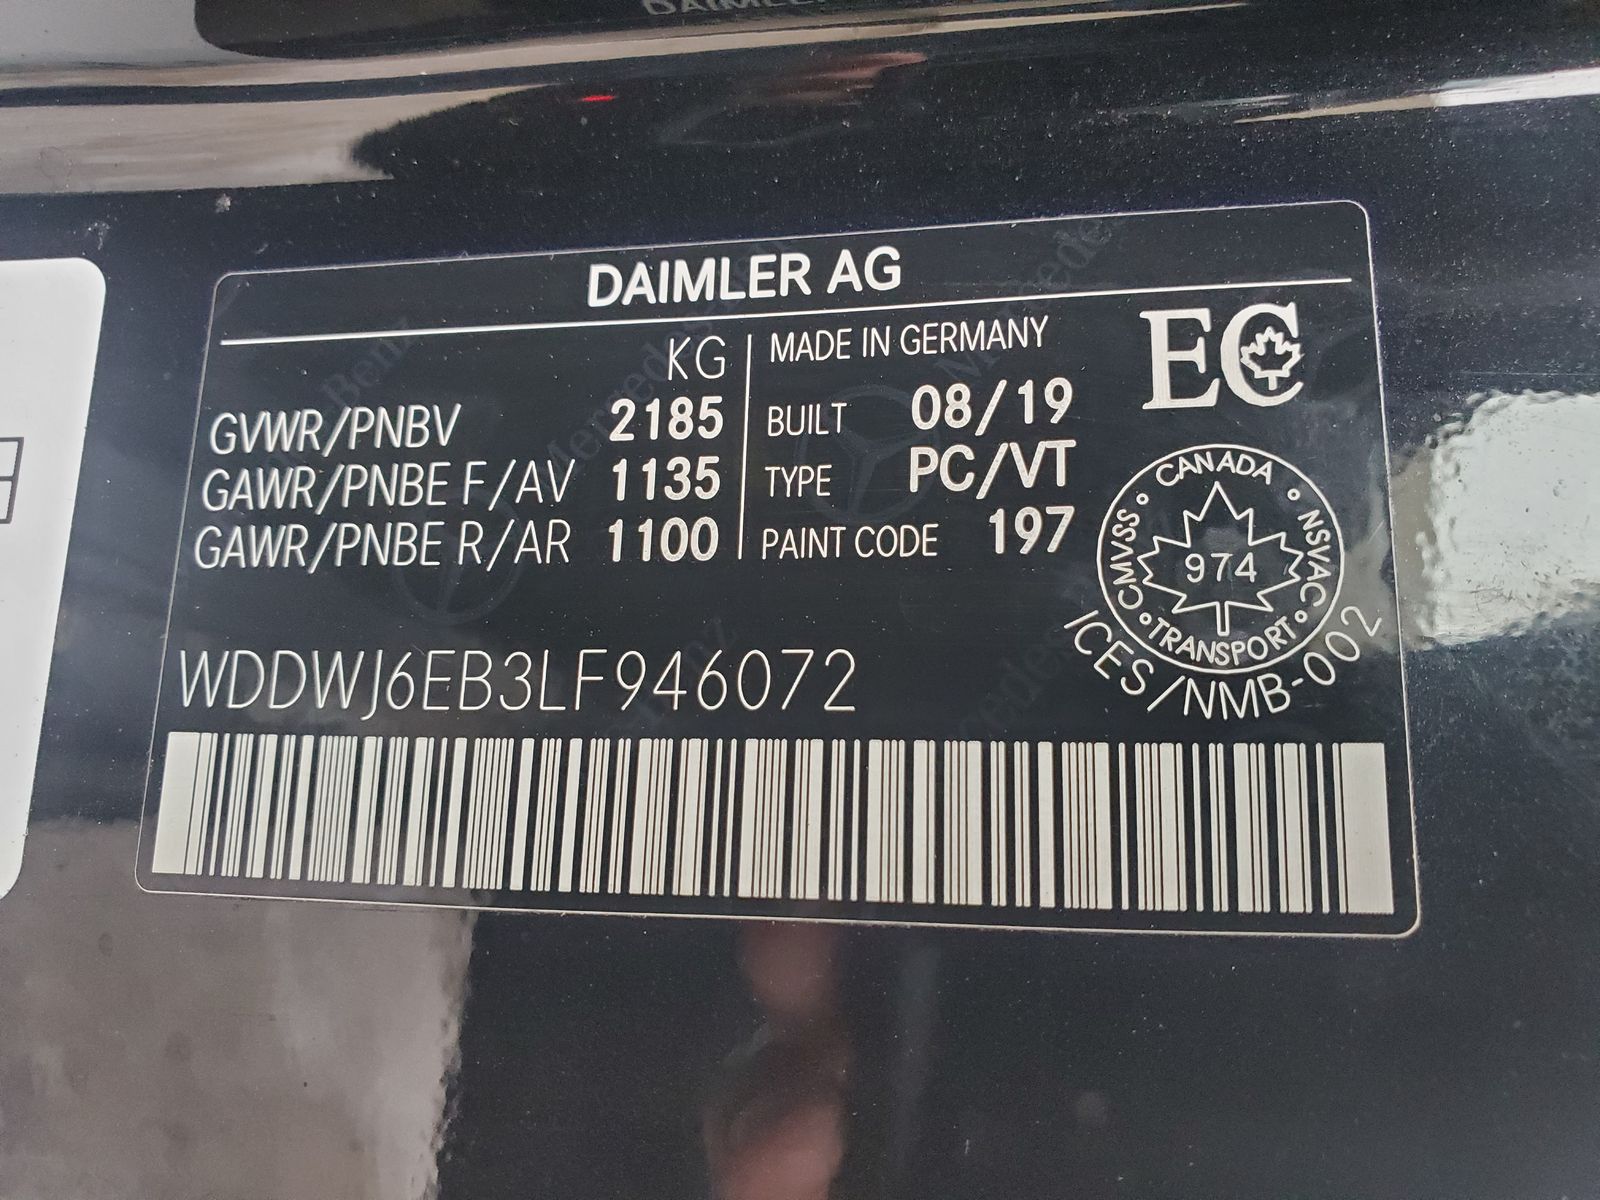 DAIMLER AG
KG
GVWR/PNBV 2185
GAWR/PNBE F/AV 1135
GAWR/PNBE R/AR 1100
MADE IN GERMANY
BUILT 08/19
TYPE PC/VT
PAINT CODE 197
EC
CANADA
CMVSS
974
NSVAC
TRANSPORT
ICES/NMB-002
WDDWJ6EB3LF946072